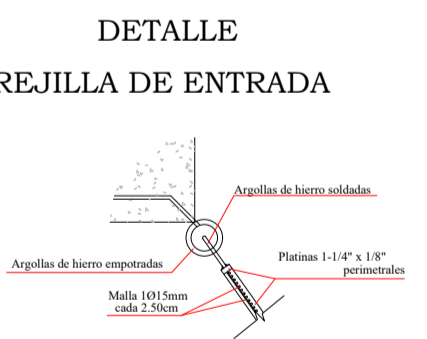 DETALLE
REJILLA DE ENTRADA
Argollas de hierro soldadas
Argollas de hierro empotradas
Platinas 1-1/4" x 1/8"
perimetrales
Malla 1Ø15mm
cada 2.50cm